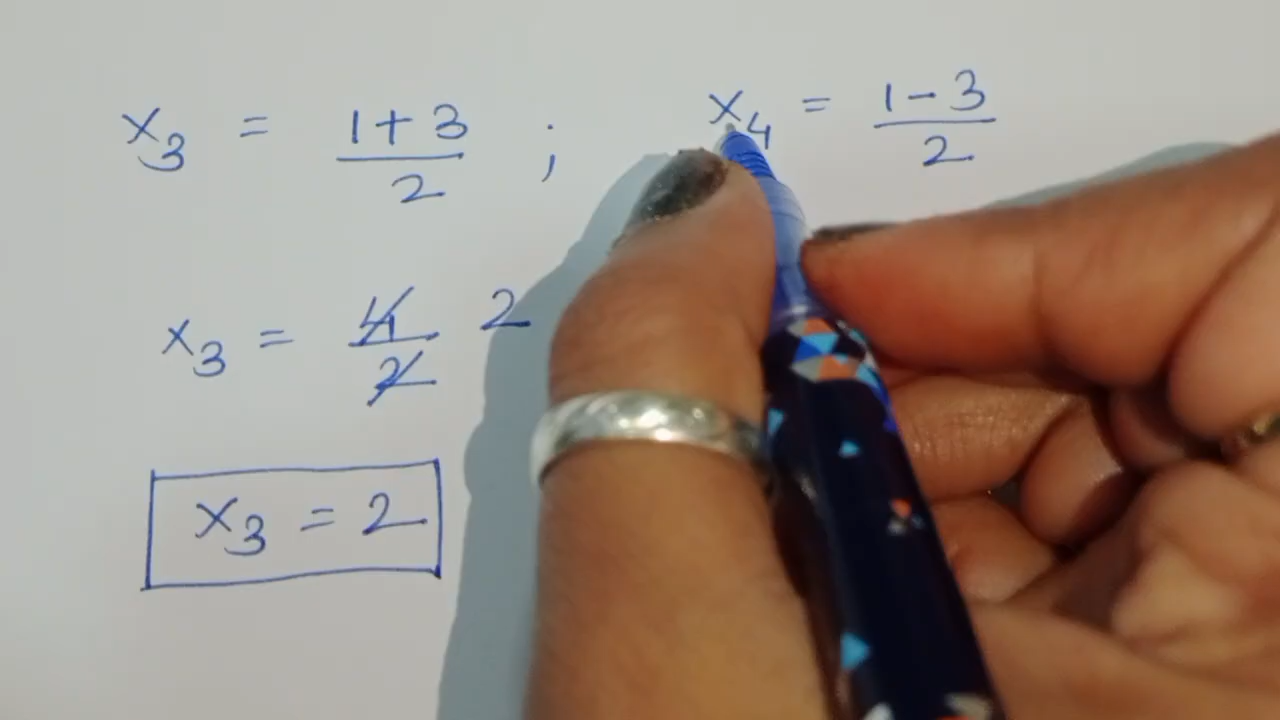 x₃ = (1+3)/2 ; x₄ = (1-3)/2
x₃ = 4/2 2
x₃ = 2